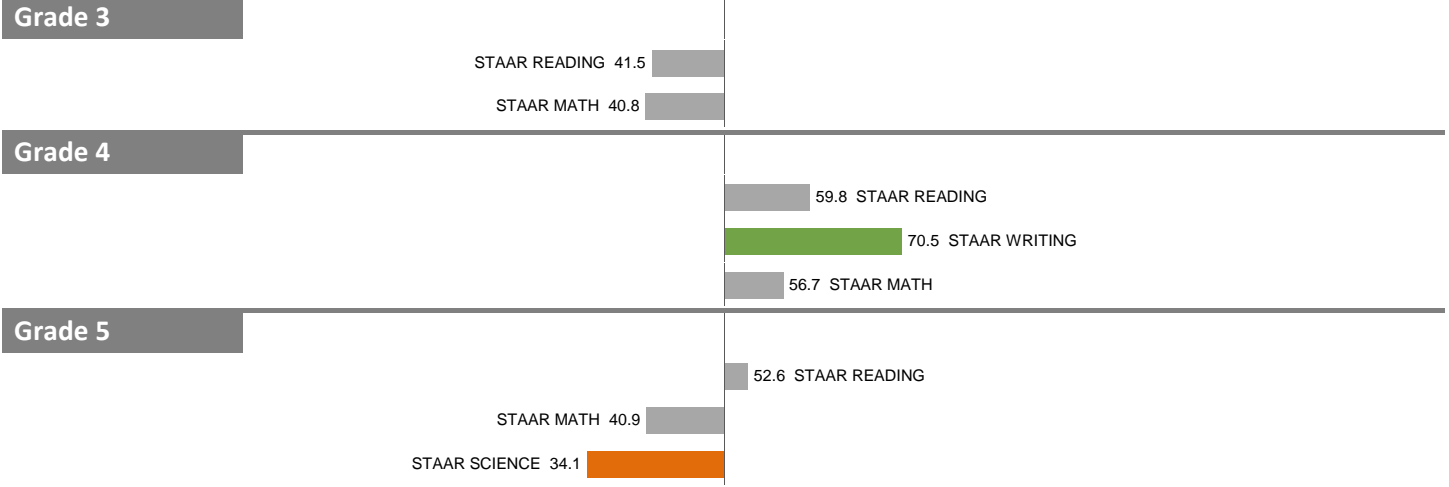 Grade 3
STAAR READING 41.5
STAAR MATH 40.8
Grade 4
59.8 STAAR READING
70.5 STAAR WRITING
56.7 STAAR MATH
Grade 5
52.6 STAAR READING
STAAR MATH 40.9
STAAR SCIENCE 34.1